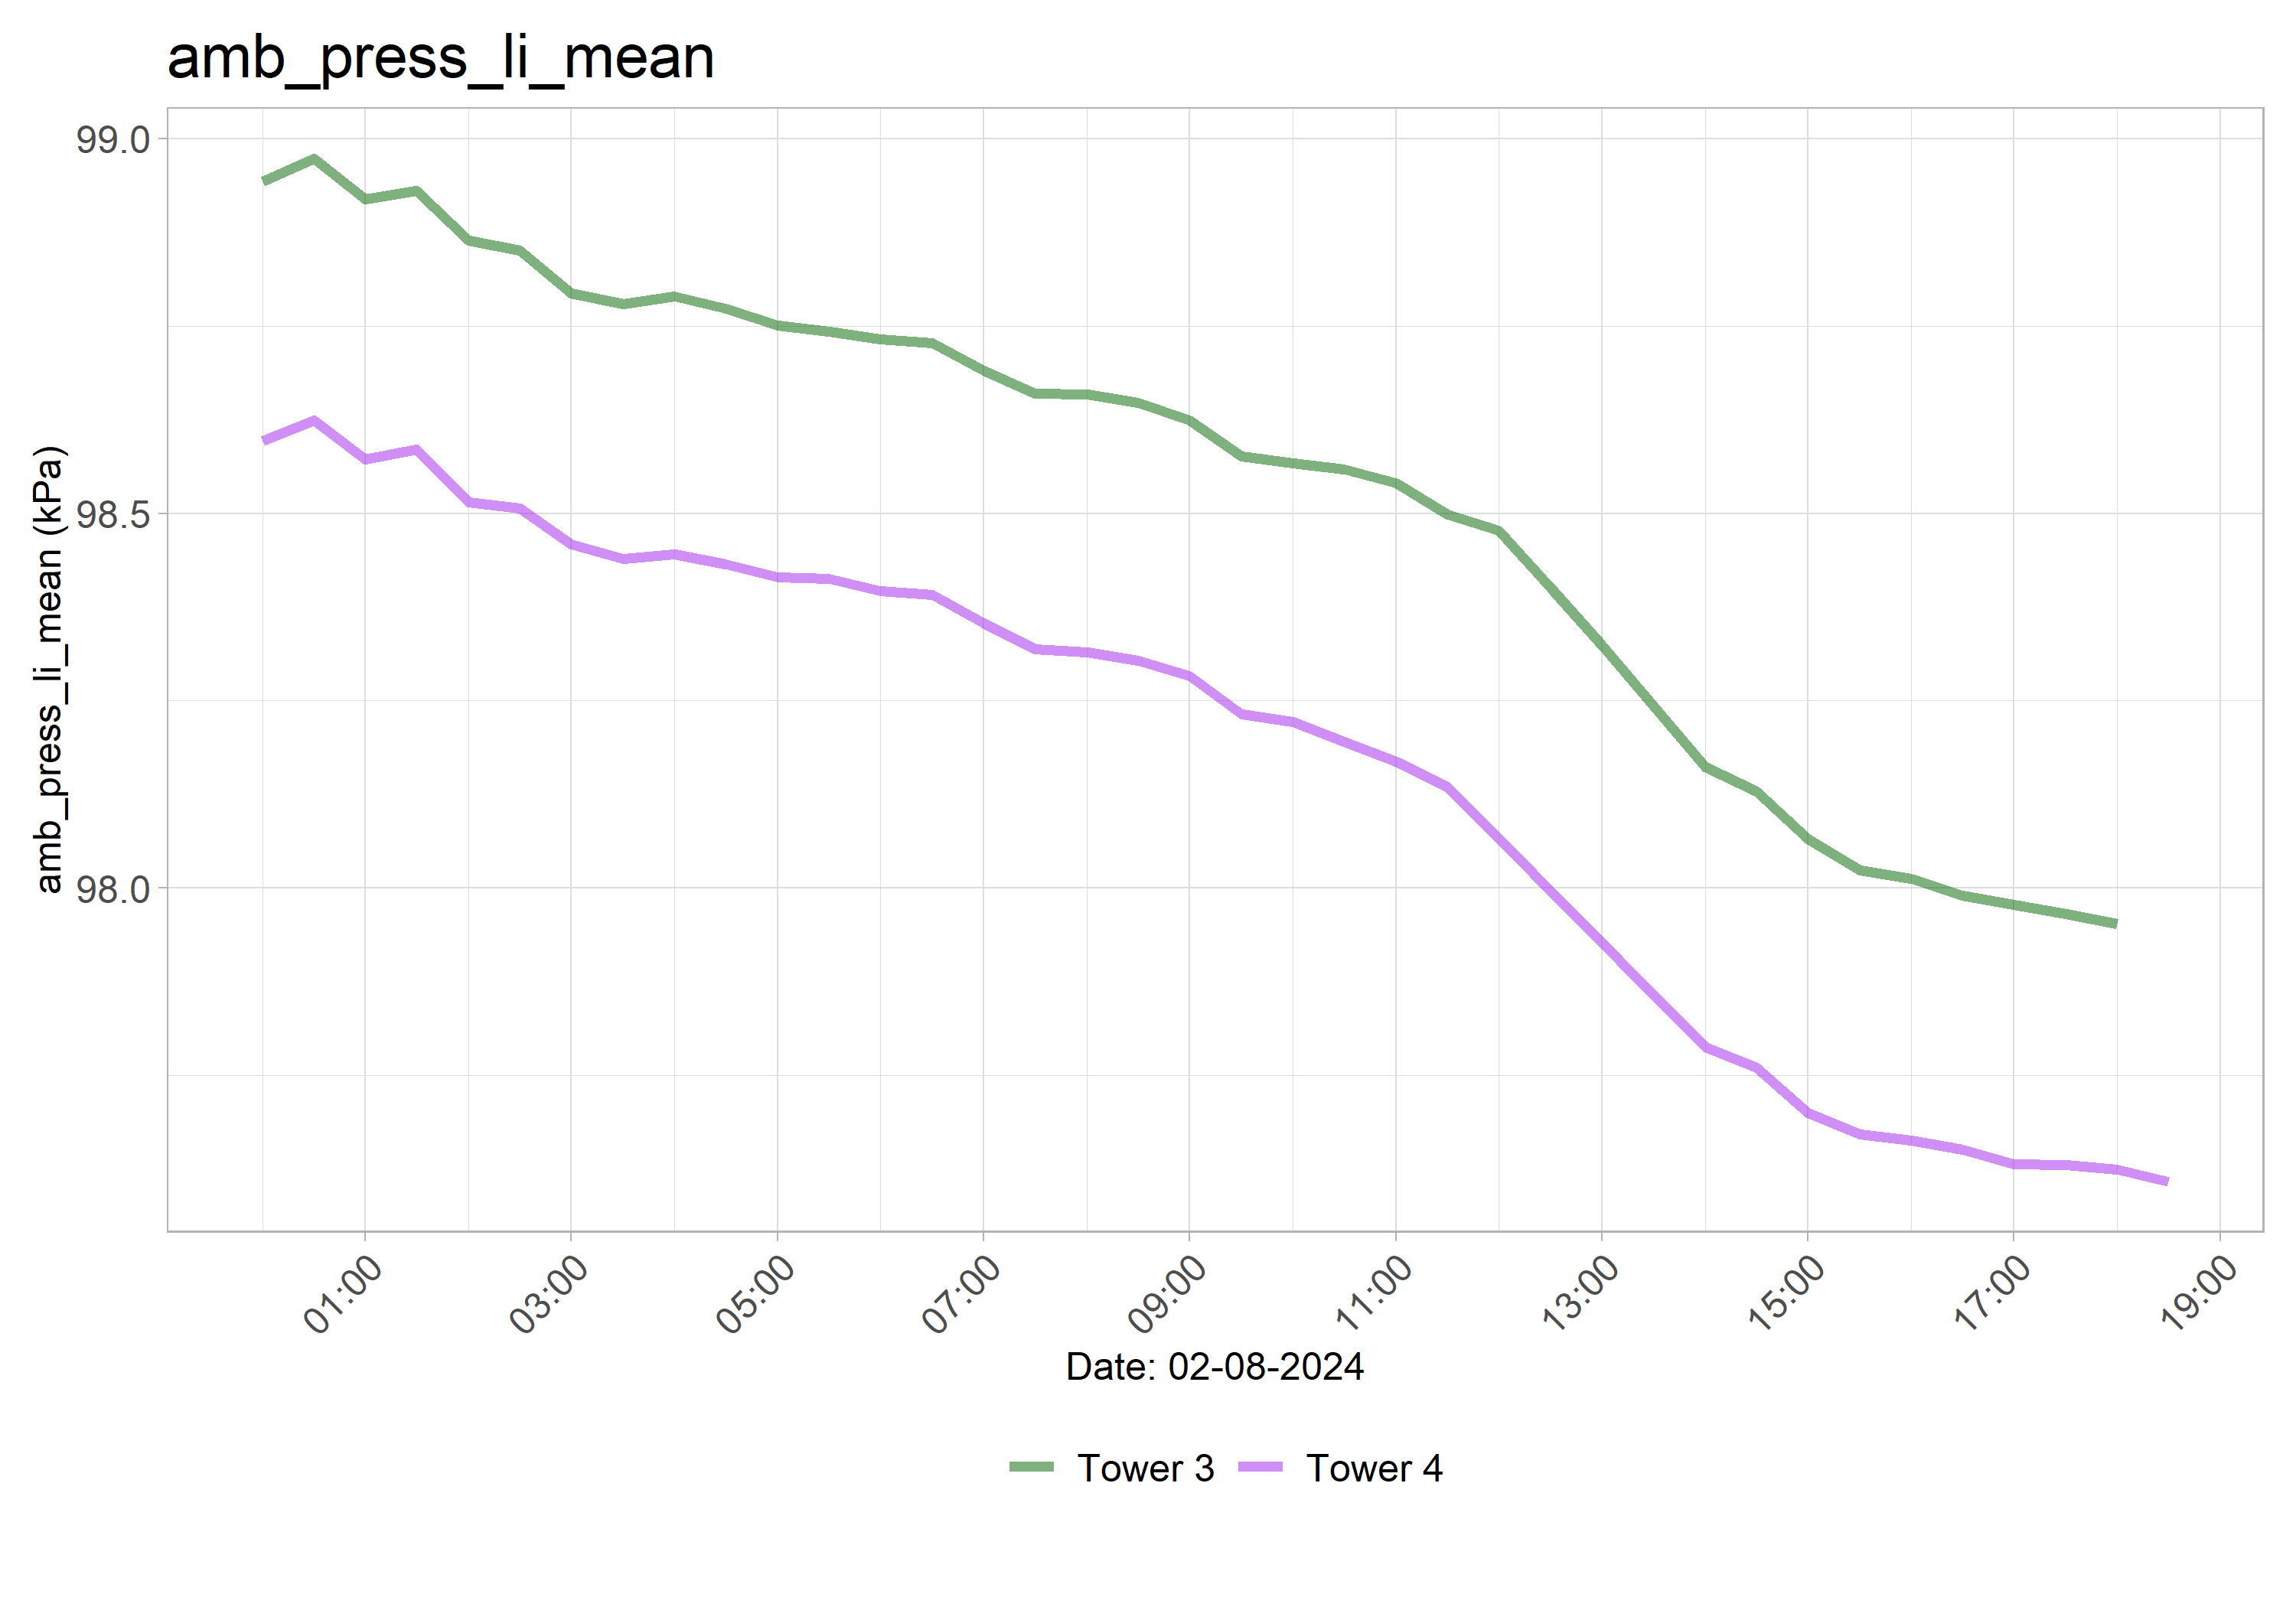 amb_press_li_mean
amb_press_li_mean (kPa)
99.0
98.5
98.0
01:00 03:00 05:00 07:00 09:00 11:00 13:00 15:00 17:00 19:00
Date: 02-08-2024
Tower 3 Tower 4